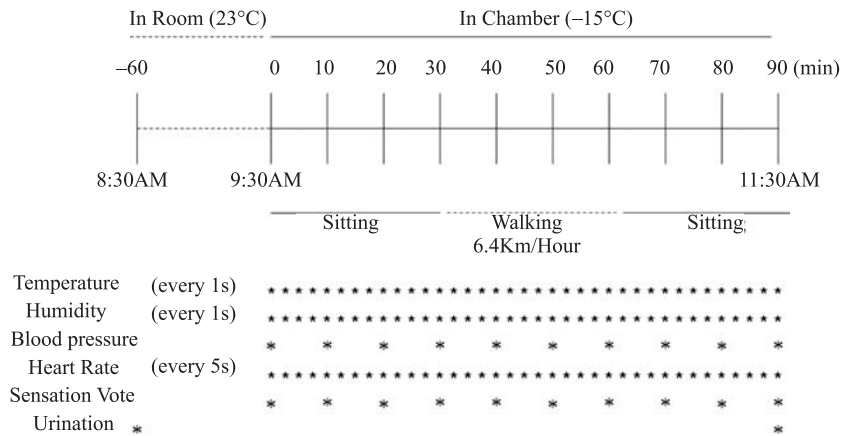 In Room (23°C) In Chamber (–15°C)
–60 0 10 20 30 40 50 60 70 80 90 (min)
8:30AM 9:30AM 11:30AM
Sitting Walking Sitting
6.4Km/Hour
Temperature (every 1s)
Humidity (every 1s)
Blood pressure
Heart Rate (every 5s)
Sensation Vote
Urination